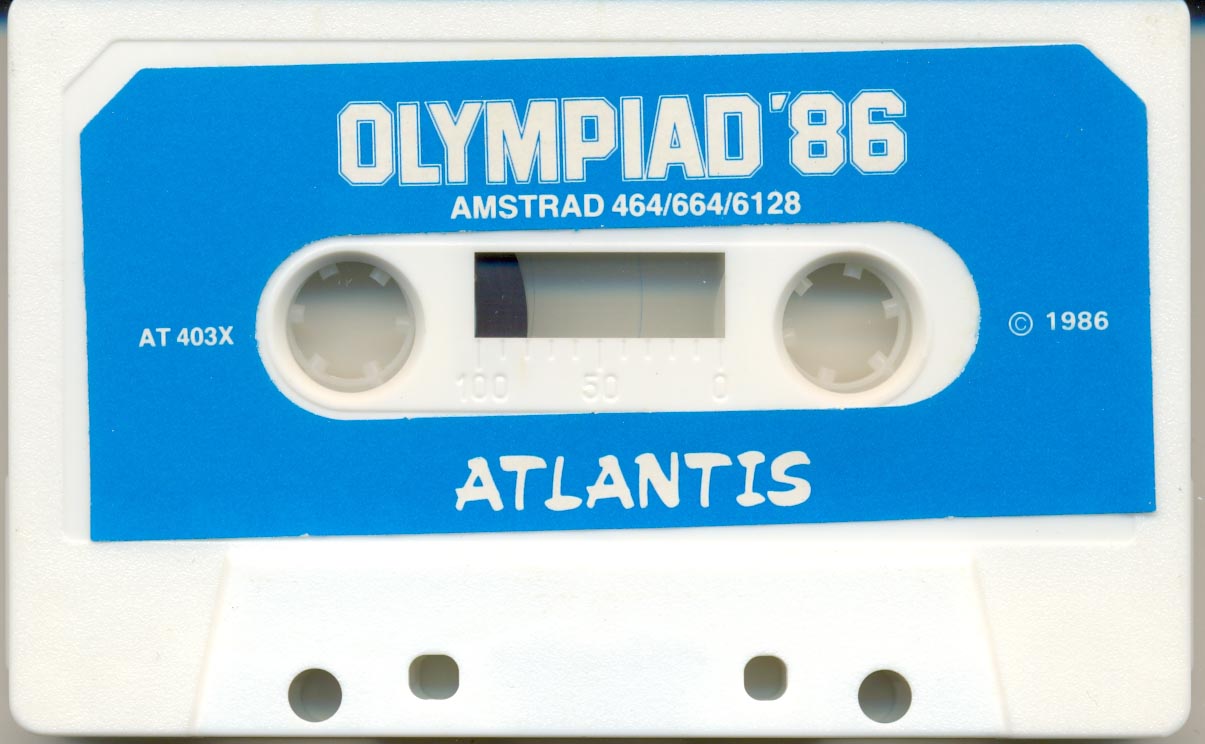 OLYMPIAD'86
AMSTRAD 464/664/6128
AT 403X
© 1986
100 50 0
ATLANTIS